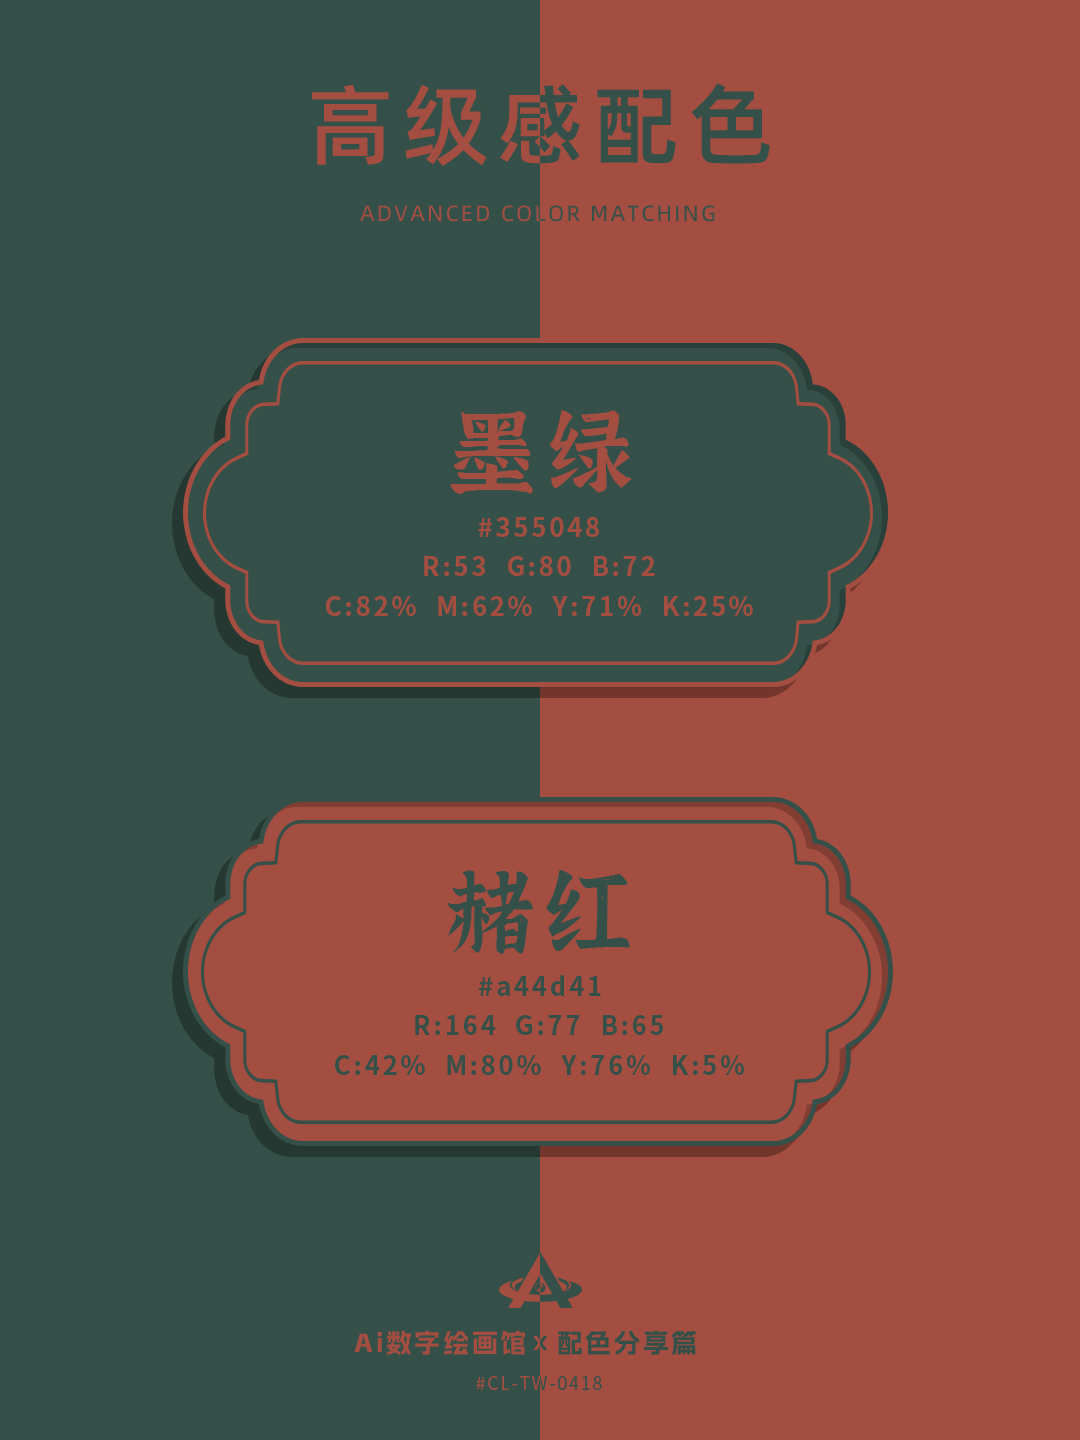 高级感配色
ADVANCED COLOR MATCHING
墨绿
#355048
R:53 G:80 B:72
C:82% M:62% Y:71% K:25%
赭红
#a44d41
R:164 G:77 B:65
C:42% M:80% Y:76% K:5%
Ai数字绘画馆 x 配色分享篇
#CL-TW-0418